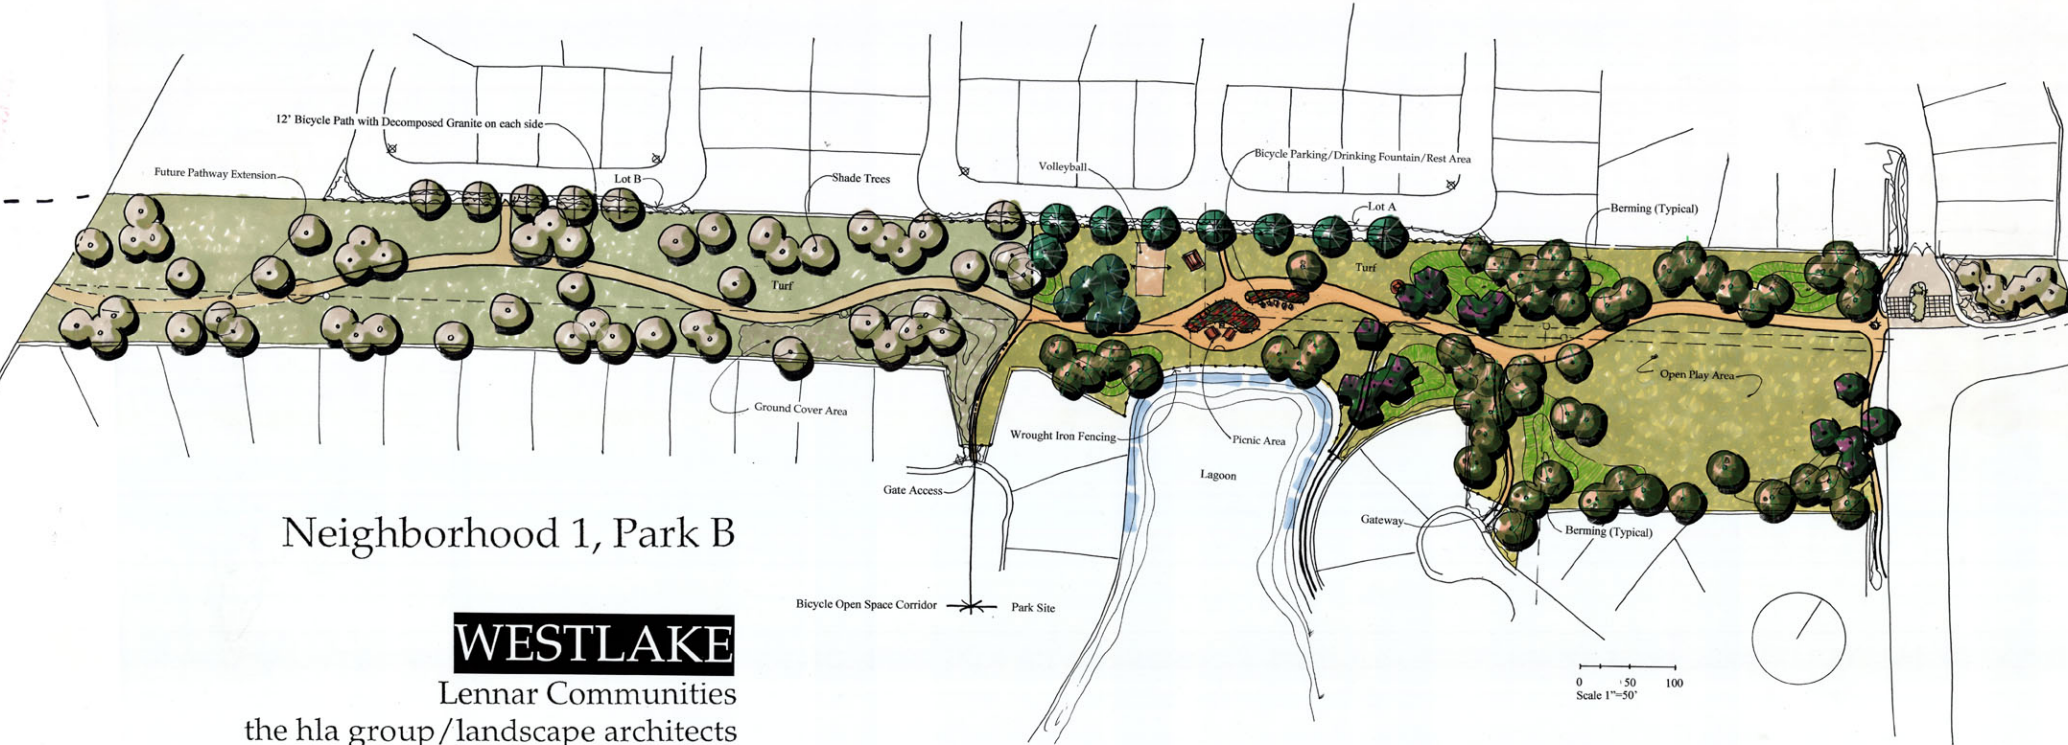 12' Bicycle Path with Decomposed Granite on each side
Future Pathway Extension
Lot B
Shade Trees
Volleyball
Bicycle Parking/Drinking Fountain/Rest Area
Lot A
Berming (Typical)
Turf
Turf
Open Play Area
Ground Cover Area
Wrought Iron Fencing
Picnic Area
Lagoon
Gate Access
Gateway
Berming (Typical)
Neighborhood 1, Park B
Bicycle Open Space Corridor
Park Site
WESTLAKE
Lennar Communities
the hla group/landscape architects
0 50 100
Scale 1"=50'